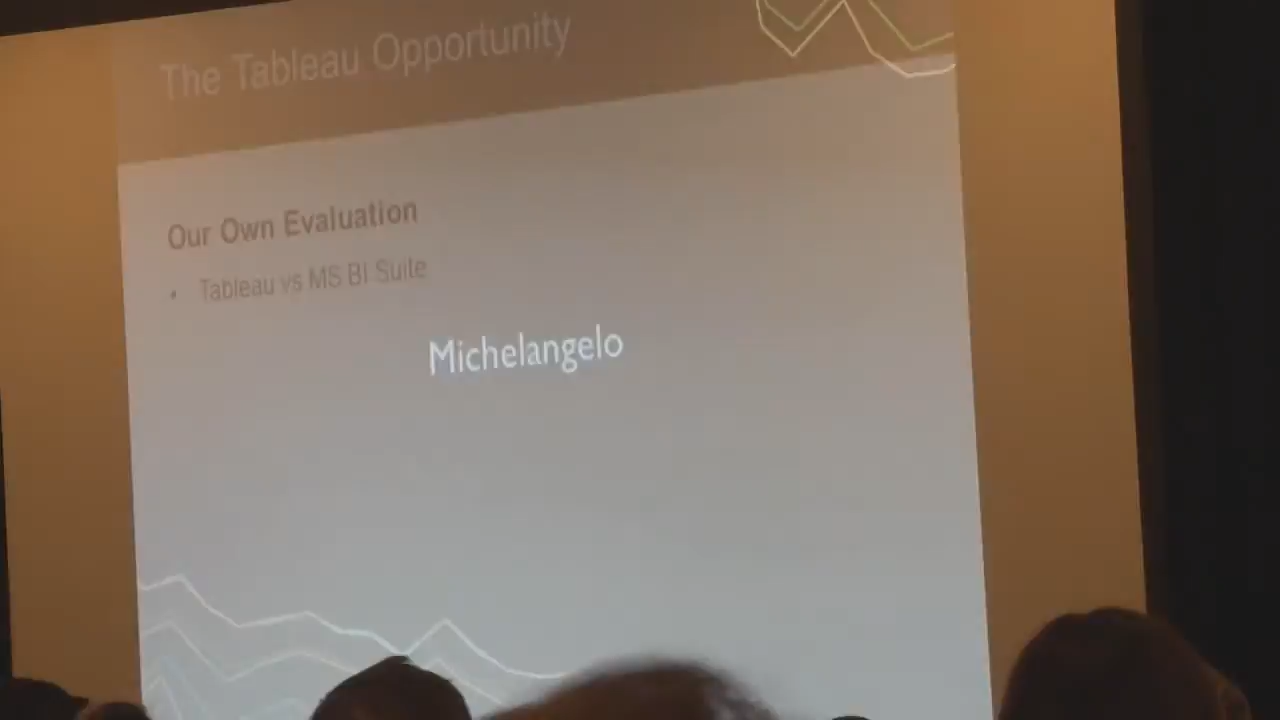 The Tableau Opportunity
Our Own Evaluation
• Tableau vs MS BI Suite
Michelangelo